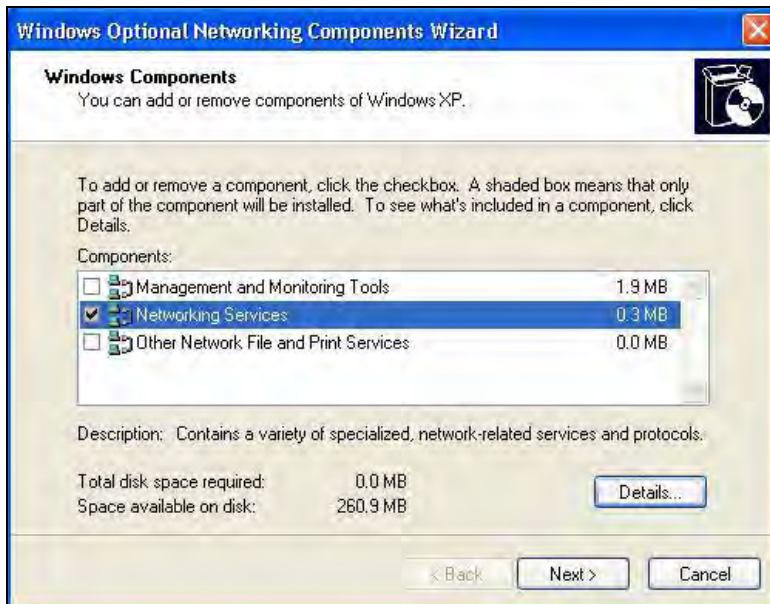 Windows Optional Networking Components Wizard
Windows Components
You can add or remove components of Windows XP.
To add or remove a component, click the checkbox. A shaded box means that only
part of the component will be installed. To see what's included in a component, click
Details.
Components:
Management and Monitoring Tools 1.9 MB
Networking Services 0.3 MB
Other Network File and Print Services 0.0 MB
Description: Contains a variety of specialized, network-related services and protocols.
Total disk space required: 0.0 MB
Space available on disk: 260.9 MB
Details...
< Back Next > Cancel